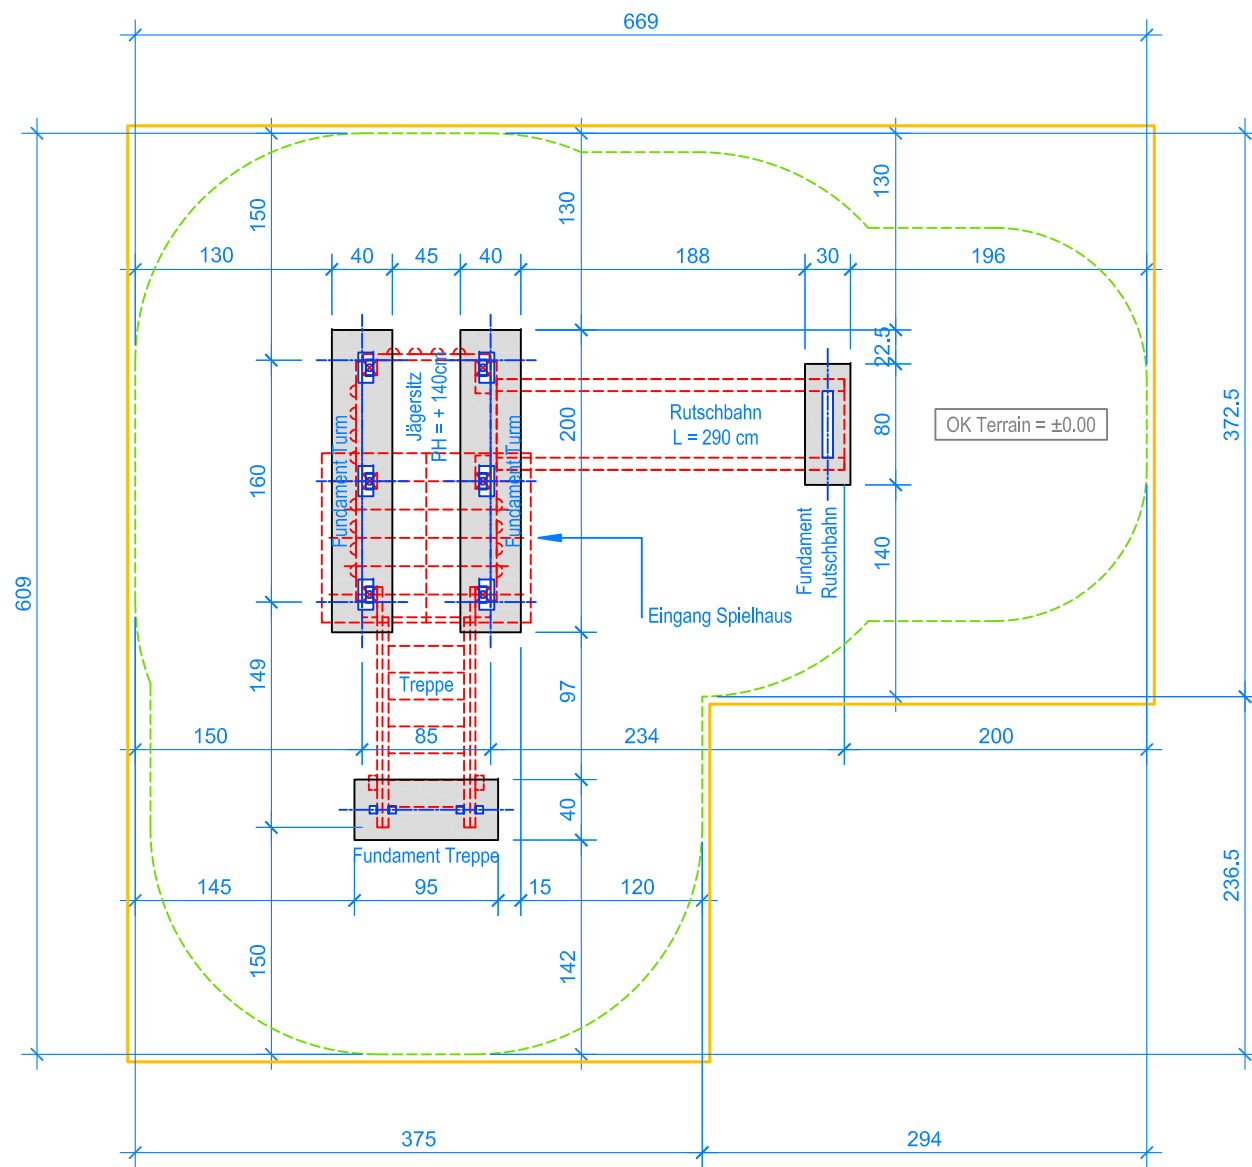 669
150
130
130
130
40
45
40
188
30
196
22.5
Jägersitz
PH = + 140cm
200
Rutschbahn
L = 290 cm
80
OK Terrain = ±0.00
372.5
Fundament Turm
Fundament Turm
160
140
Fundament
Rutschbahn
609
Eingang Spielhaus
149
Treppe
97
150
85
234
200
40
Fundament Treppe
145
95
15
120
236.5
150
142
375
294